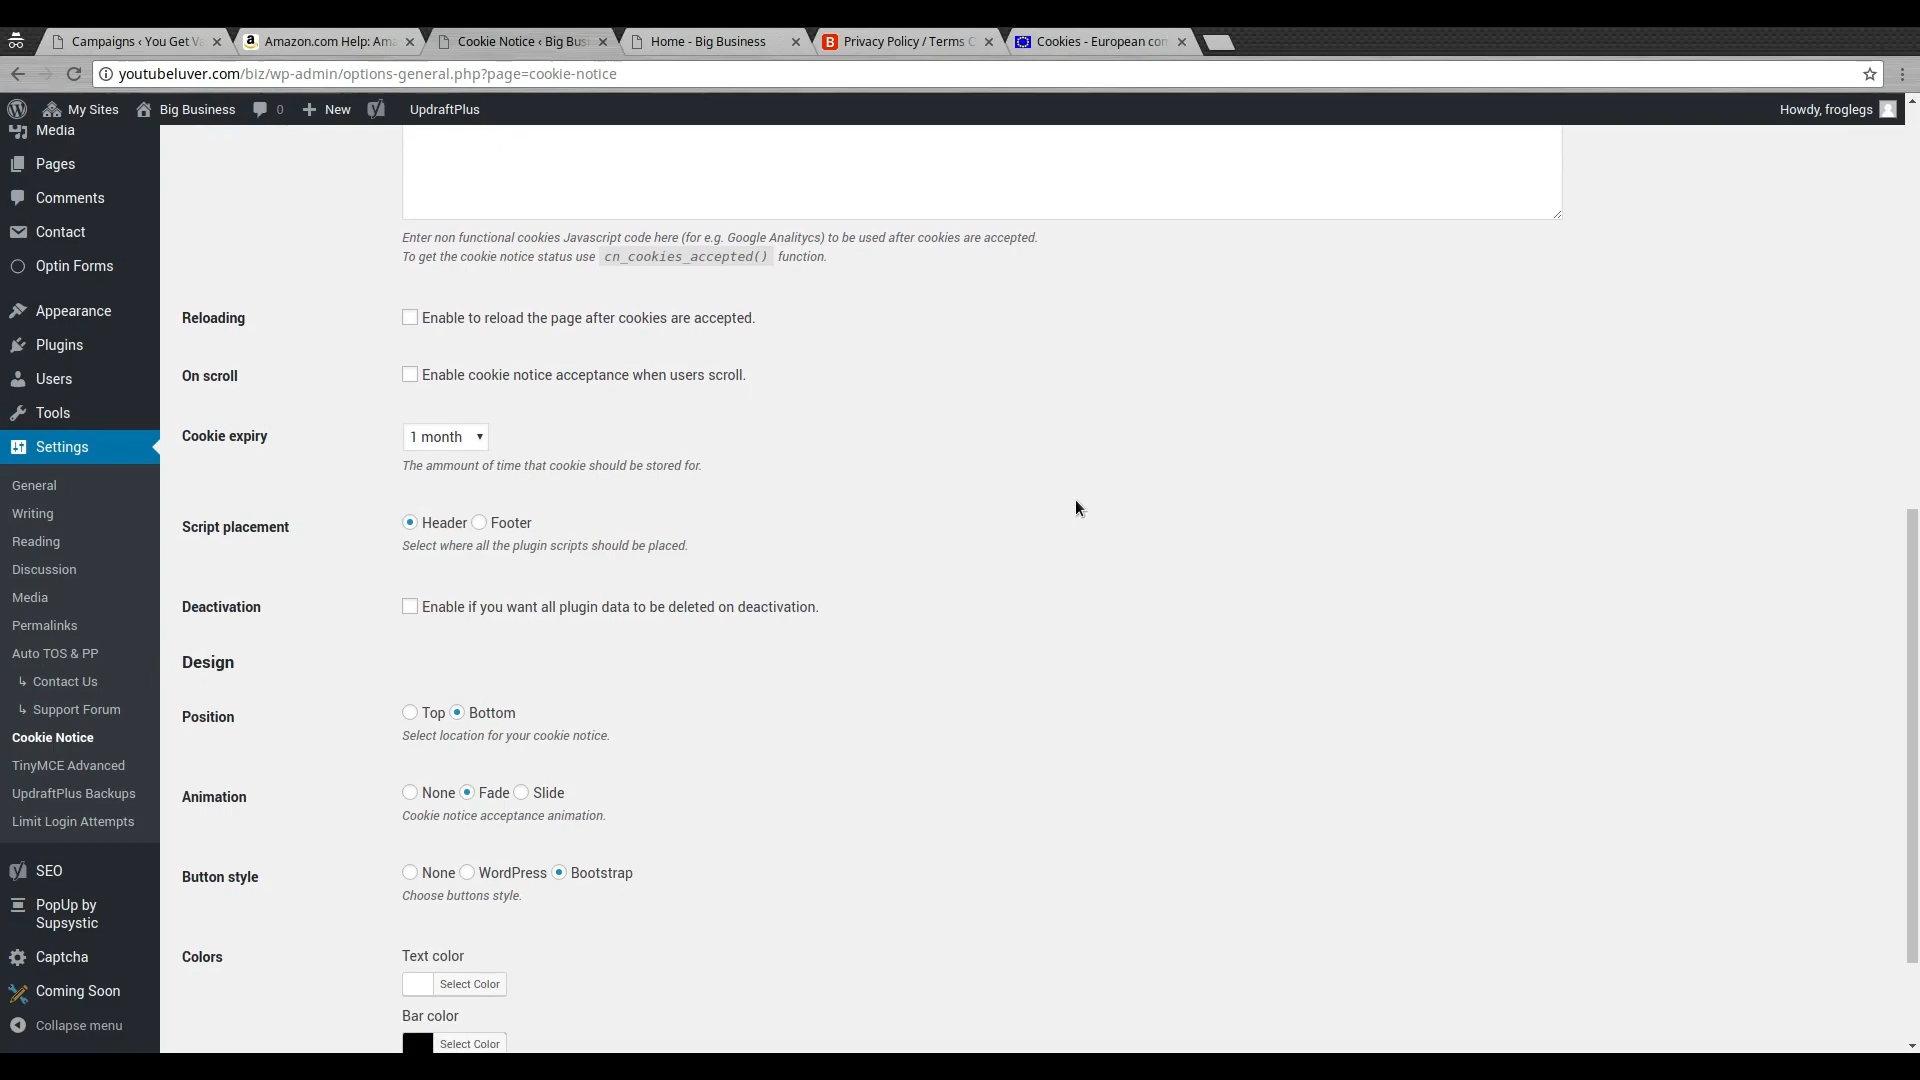 Campaigns ‹ You Get V
Amazon.com Help: Ama
Cookie Notice ‹ Big Bus
Home - Big Business
Privacy Policy / Terms C
Cookies - European con
youtubeluver.com/biz/wp-admin/options-general.php?page=cookie-notice
My Sites
Big Business
0
New
UpdraftPlus
Howdy, froglegs
Media
Pages
Comments
Contact
Optin Forms
Appearance
Plugins
Users
Tools
Settings
General
Writing
Reading
Discussion
Media
Permalinks
Auto TOS & PP
↳ Contact Us
↳ Support Forum
Cookie Notice
TinyMCE Advanced
UpdraftPlus Backups
Limit Login Attempts
SEO
PopUp by
Supsystic
Captcha
Coming Soon
Collapse menu
Enter non functional cookies Javascript code here (for e.g. Google Analitycs) to be used after cookies are accepted.
To get the cookie notice status use cn_cookies_accepted() function.
Reloading
Enable to reload the page after cookies are accepted.
On scroll
Enable cookie notice acceptance when users scroll.
Cookie expiry
1 month
The ammount of time that cookie should be stored for.
Script placement
Header Footer
Select where all the plugin scripts should be placed.
Deactivation
Enable if you want all plugin data to be deleted on deactivation.
Design
Position
Top Bottom
Select location for your cookie notice.
Animation
None Fade Slide
Cookie notice acceptance animation.
Button style
None WordPress Bootstrap
Choose buttons style.
Colors
Text color
Select Color
Bar color
Select Color